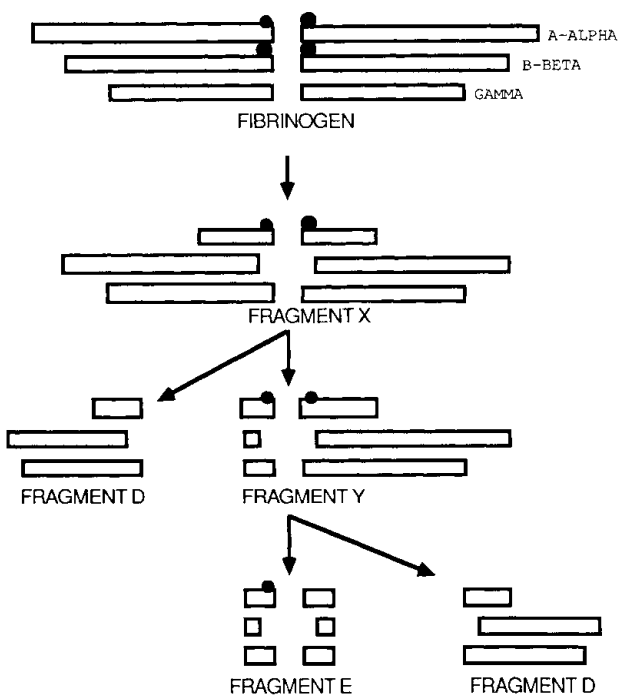 A-ALPHA
B-BETA
GAMMA
FIBRINOGEN
FRAGMENT X
FRAGMENT D
FRAGMENT Y
FRAGMENT E
FRAGMENT D